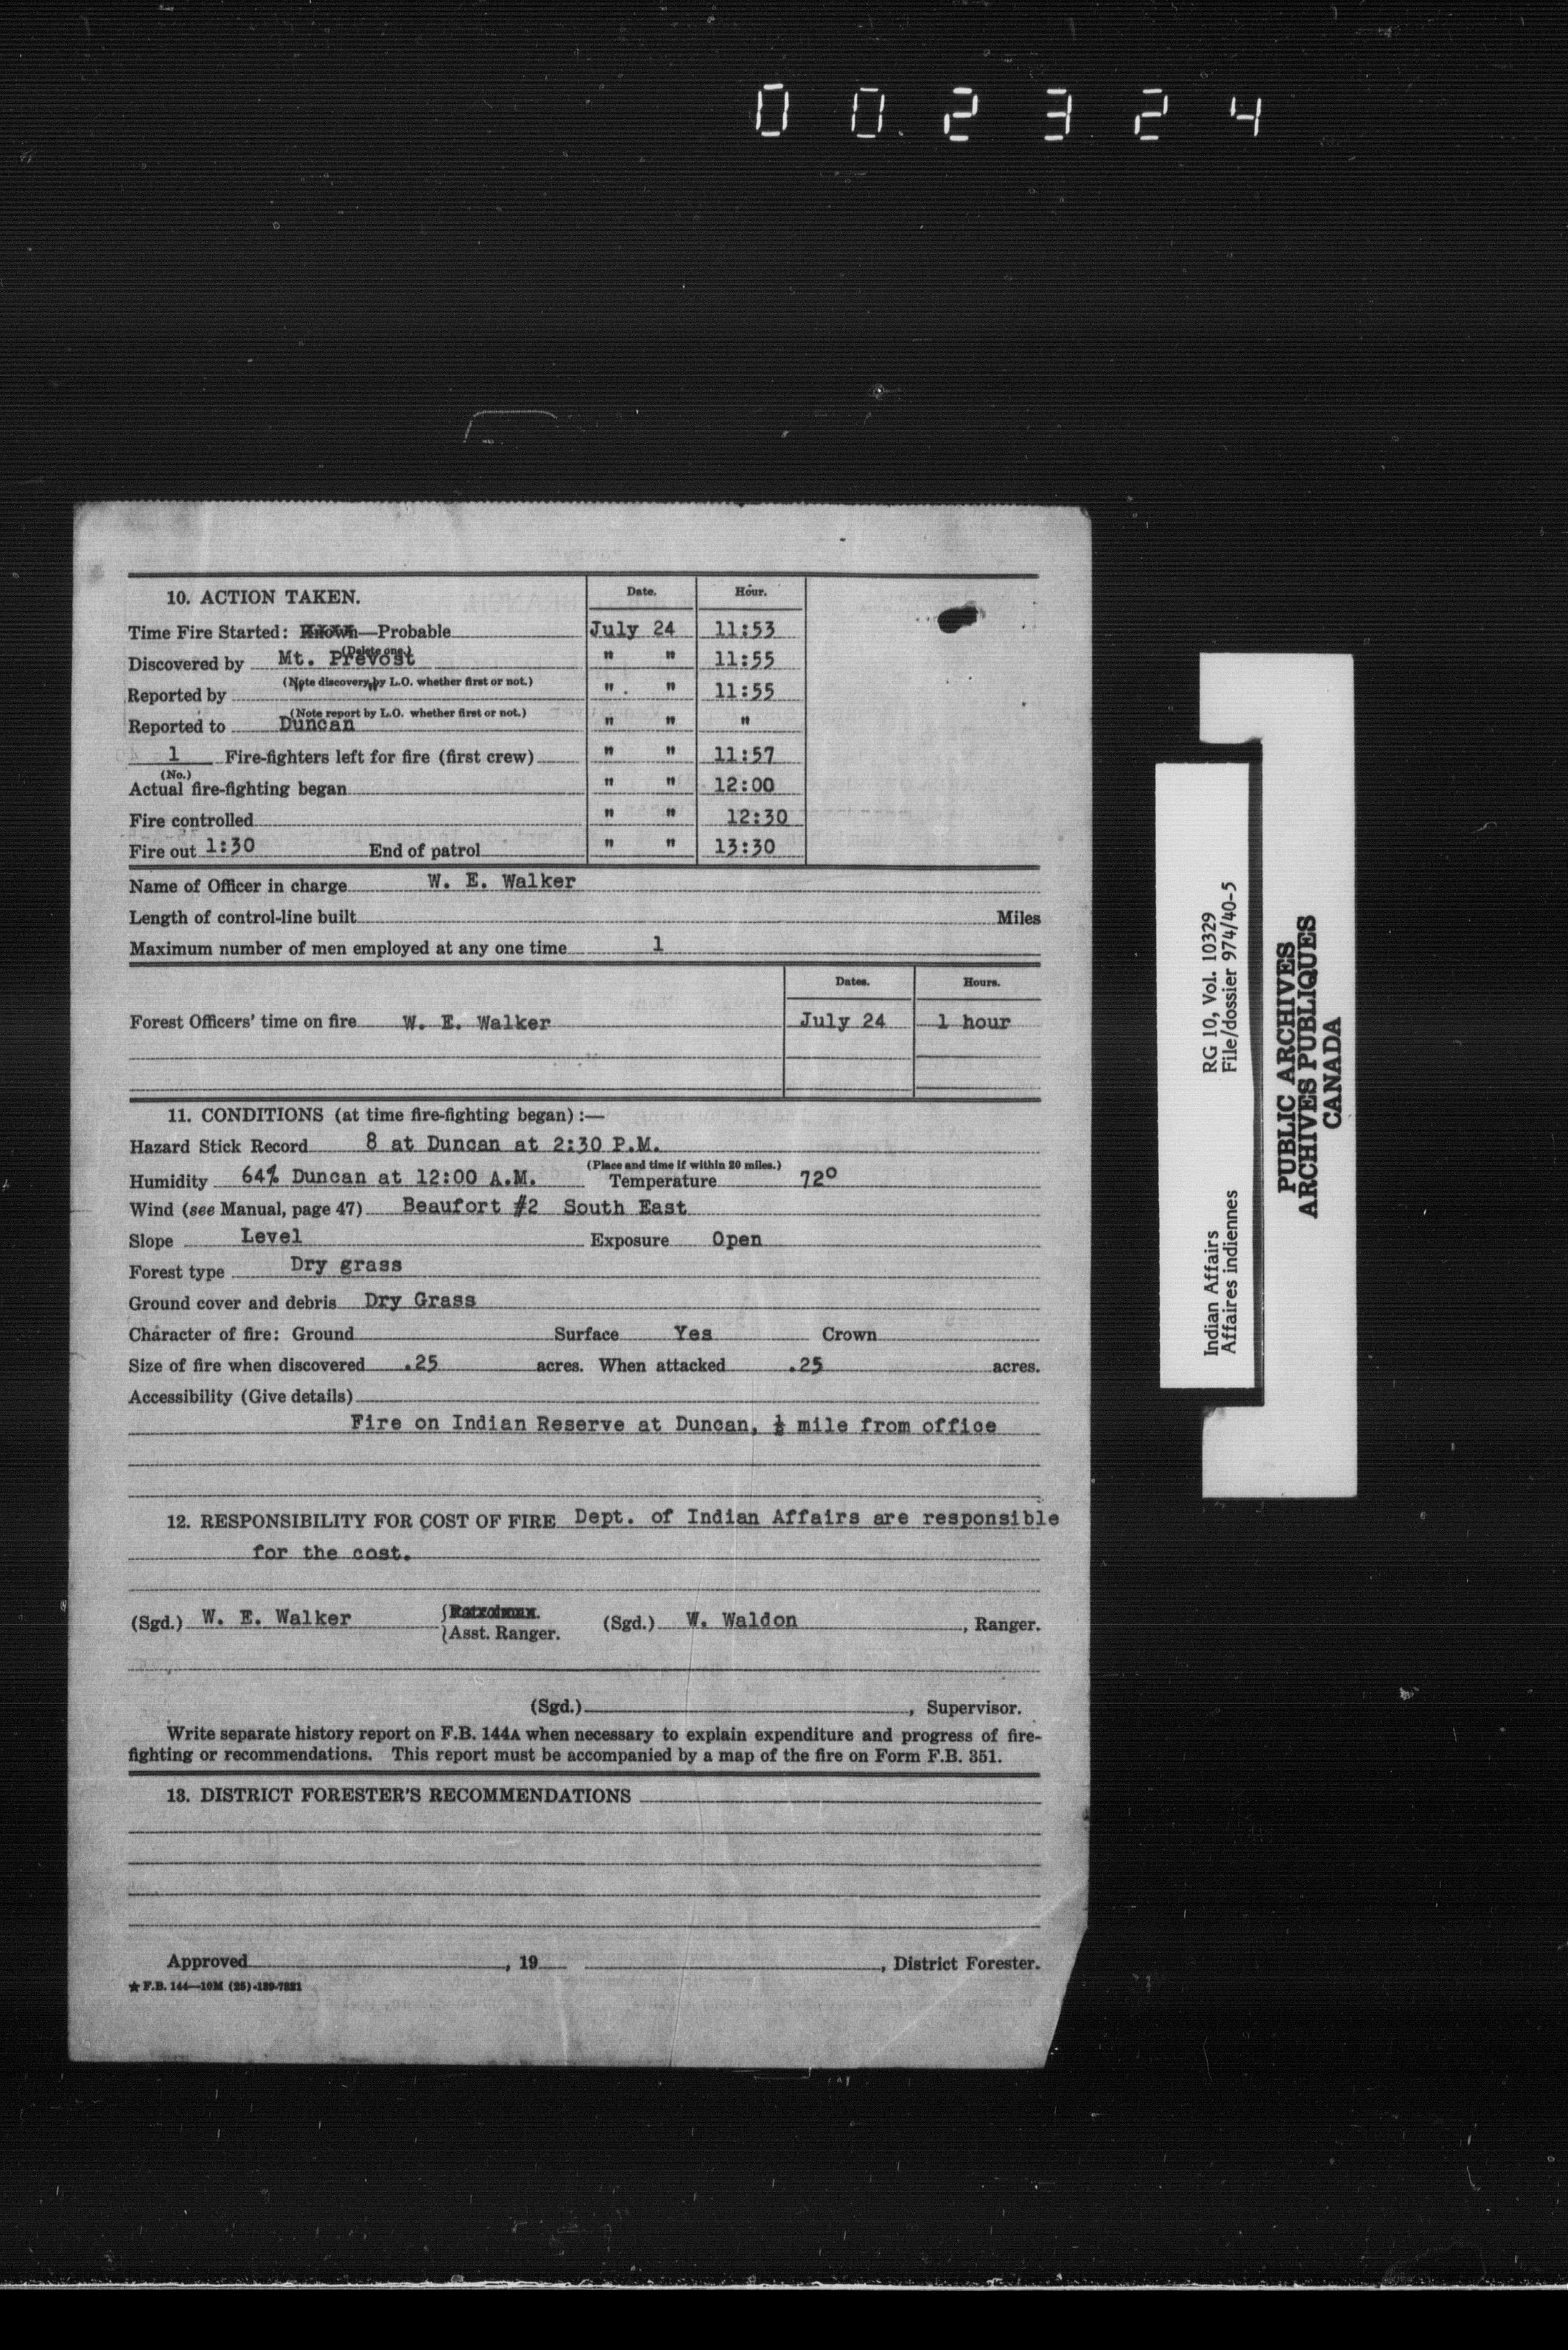 002324
10. ACTION TAKEN.
Date.
Hour.
Time Fire Started: Known—Probable July 24 11:53
(Delete one.)
Discovered by Mt. Prevost " " 11:55
(Note discovery by L.O. whether first or not.)
Reported by " " " " 11:55
(Note report by L.O. whether first or not.)
Reported to Duncan " " "
1 Fire-fighters left for fire (first crew) " " 11:57
(No.)
Actual fire-fighting began " " 12:00
Fire controlled " " 12:30
Fire out 1:30 End of patrol " " 13:30
Name of Officer in charge W. E. Walker
Length of control-line built Miles
Maximum number of men employed at any one time 1
Dates. Hours.
Forest Officers' time on fire W. E. Walker July 24 1 hour
11. CONDITIONS (at time fire-fighting began) :—
Hazard Stick Record 8 at Duncan at 2:30 P.M.
(Place and time if within 20 miles.)
Humidity 64% Duncan at 12:00 A.M. Temperature 72°
Wind (see Manual, page 47) Beaufort #2 South East
Slope Level Exposure Open
Forest type Dry grass
Ground cover and debris Dry Grass
Character of fire: Ground Surface Yes Crown
Size of fire when discovered .25 acres. When attacked .25 acres.
Accessibility (Give details)
Fire on Indian Reserve at Duncan, mile from office
12. RESPONSIBILITY FOR COST OF FIRE Dept. of Indian Affairs are responsible
for the cost.
(Sgd.) W. E. Walker Asst. Ranger. (Sgd.) W. Waldon, Ranger.
(Sgd.) , Supervisor.
Write separate history report on F.B. 144A when necessary to explain expenditure and progress of fire-
fighting or recommendations. This report must be accompanied by a map of the fire on Form F.B. 351.
13. DISTRICT FORESTER'S RECOMMENDATIONS
Approved , 19 , District Forester.
★ F.B. 144—10M (25)-139-7821
Indian Affairs RG 10, Vol. 10329
Affaires indiennes File/dossier 974/40-5
PUBLIC ARCHIVES
ARCHIVES PUBLIQUES
CANADA